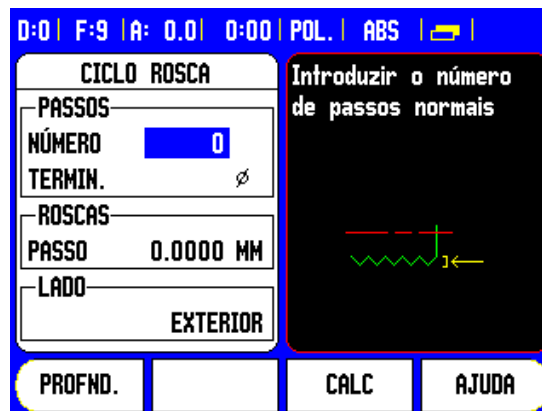 D:0| F:9 |A: 0.0| 0:00| POL.| ABS | |
CICLO ROSCA
PASSOS
NÚMERO 0
TERMIN. ∅
ROSCAS
PASSO 0.0000 MM
LADO
EXTERIOR
Introduzir o número
de passos normais
PROFND. CALC AJUDA